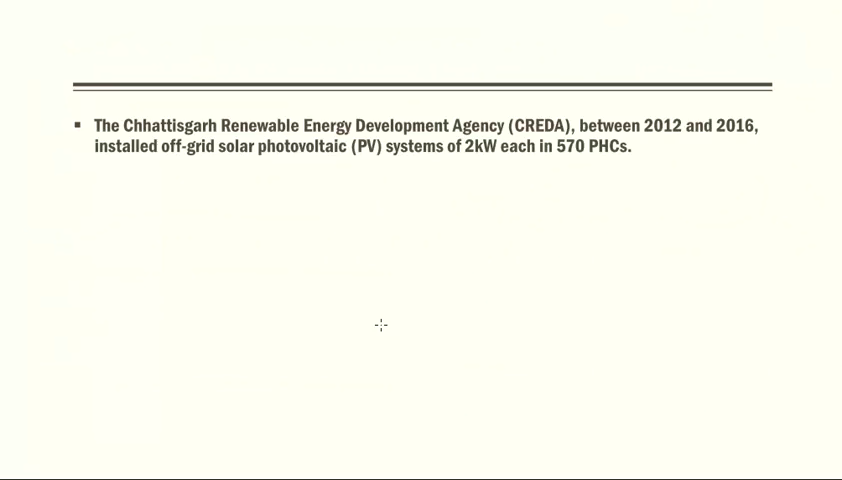 ▪ The Chhattisgarh Renewable Energy Development Agency (CREDA), between 2012 and 2016,
installed off-grid solar photovoltaic (PV) systems of 2kW each in 570 PHCs.